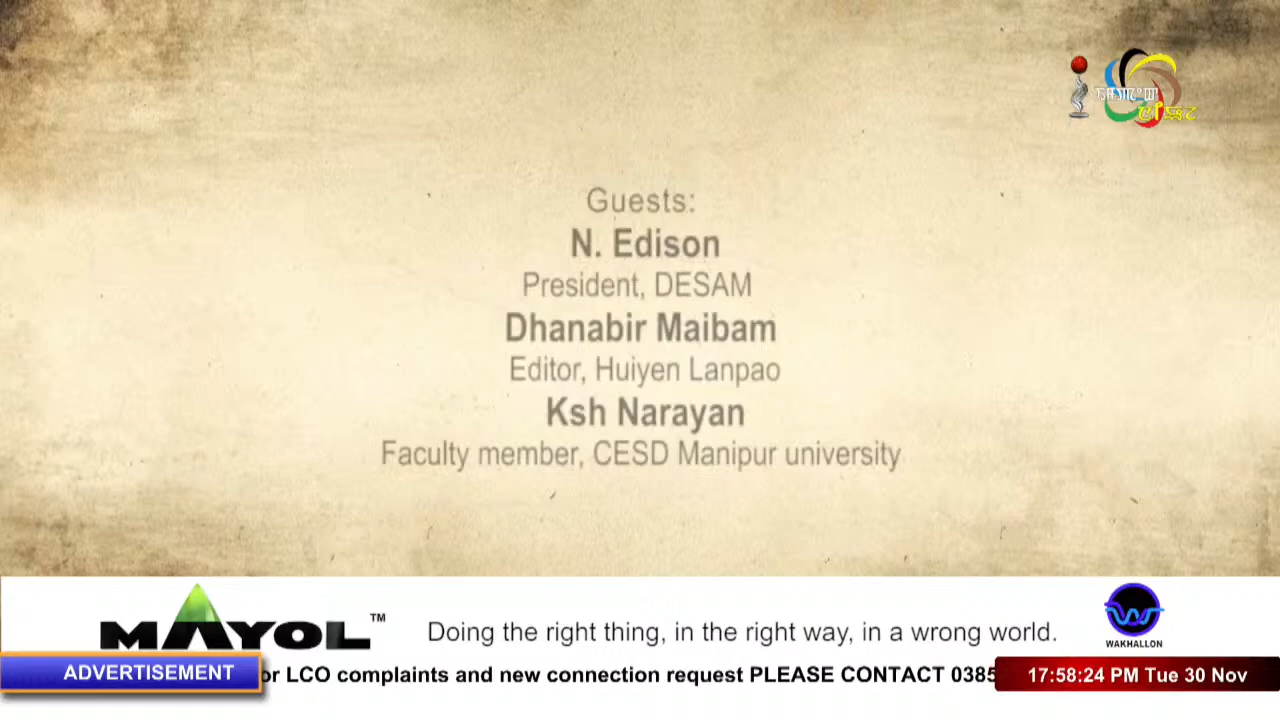 Guests:
N. Edison
President, DESAM
Dhanabir Maibam
Editor, Huiyen Lanpao
Ksh Narayan
Faculty member, CESD Manipur university
MAYOL™
Doing the right thing, in the right way, in a wrong world.
WAKHALLON
ADVERTISEMENT
or LCO complaints and new connection request PLEASE CONTACT 0385
17:58:24 PM Tue 30 Nov